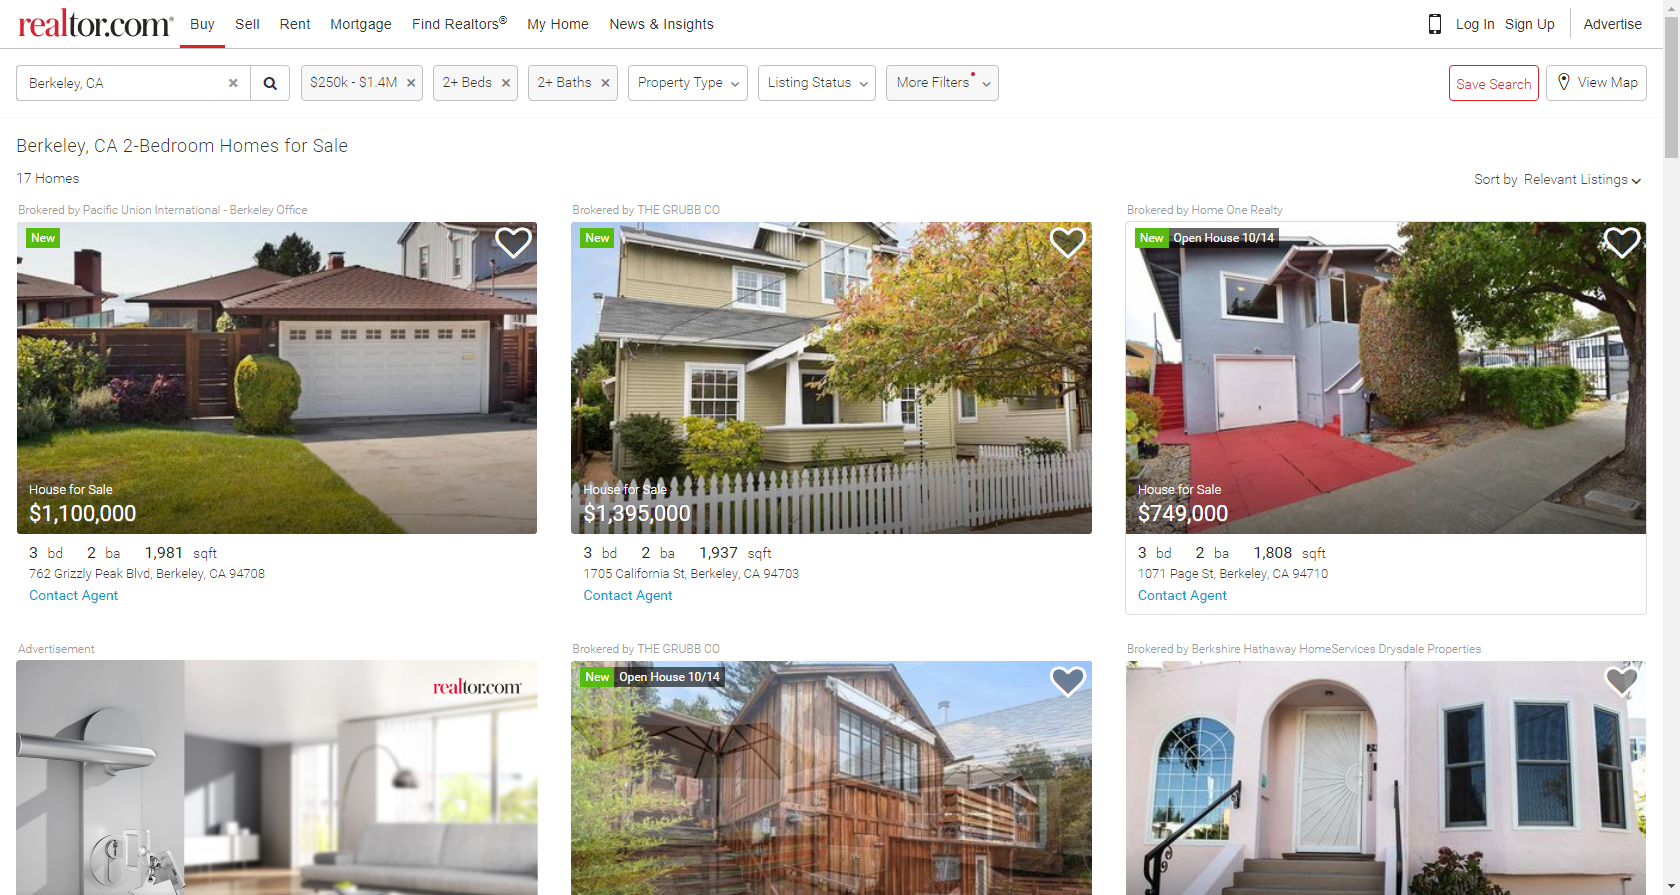 realtor.com® Buy Sell Rent Mortgage Find Realtors® My Home News & Insights Log In Sign Up Advertise
Berkeley, CA $250k - $1.4M 2+ Beds 2+ Baths Property Type Listing Status More Filters Save Search View Map
Berkeley, CA 2-Bedroom Homes for Sale
17 Homes
Sort by Relevant Listings
Brokered by Pacific Union International - Berkeley Office
New
House for Sale
$1,100,000
3 bd 2 ba 1,981 sqft
762 Grizzly Peak Blvd, Berkeley, CA 94708
Contact Agent
Brokered by THE GRUBB CO
New
House for Sale
$1,395,000
3 bd 2 ba 1,937 sqft
1705 California St, Berkeley, CA 94703
Contact Agent
Brokered by Home One Realty
New Open House 10/14
1071
House for Sale
$749,000
3 bd 2 ba 1,808 sqft
1071 Page St, Berkeley, CA 94710
Contact Agent
Advertisement
realtor.com®
Brokered by THE GRUBB CO
New Open House 10/14
Brokered by Berkshire Hathaway HomeServices Drysdale Properties